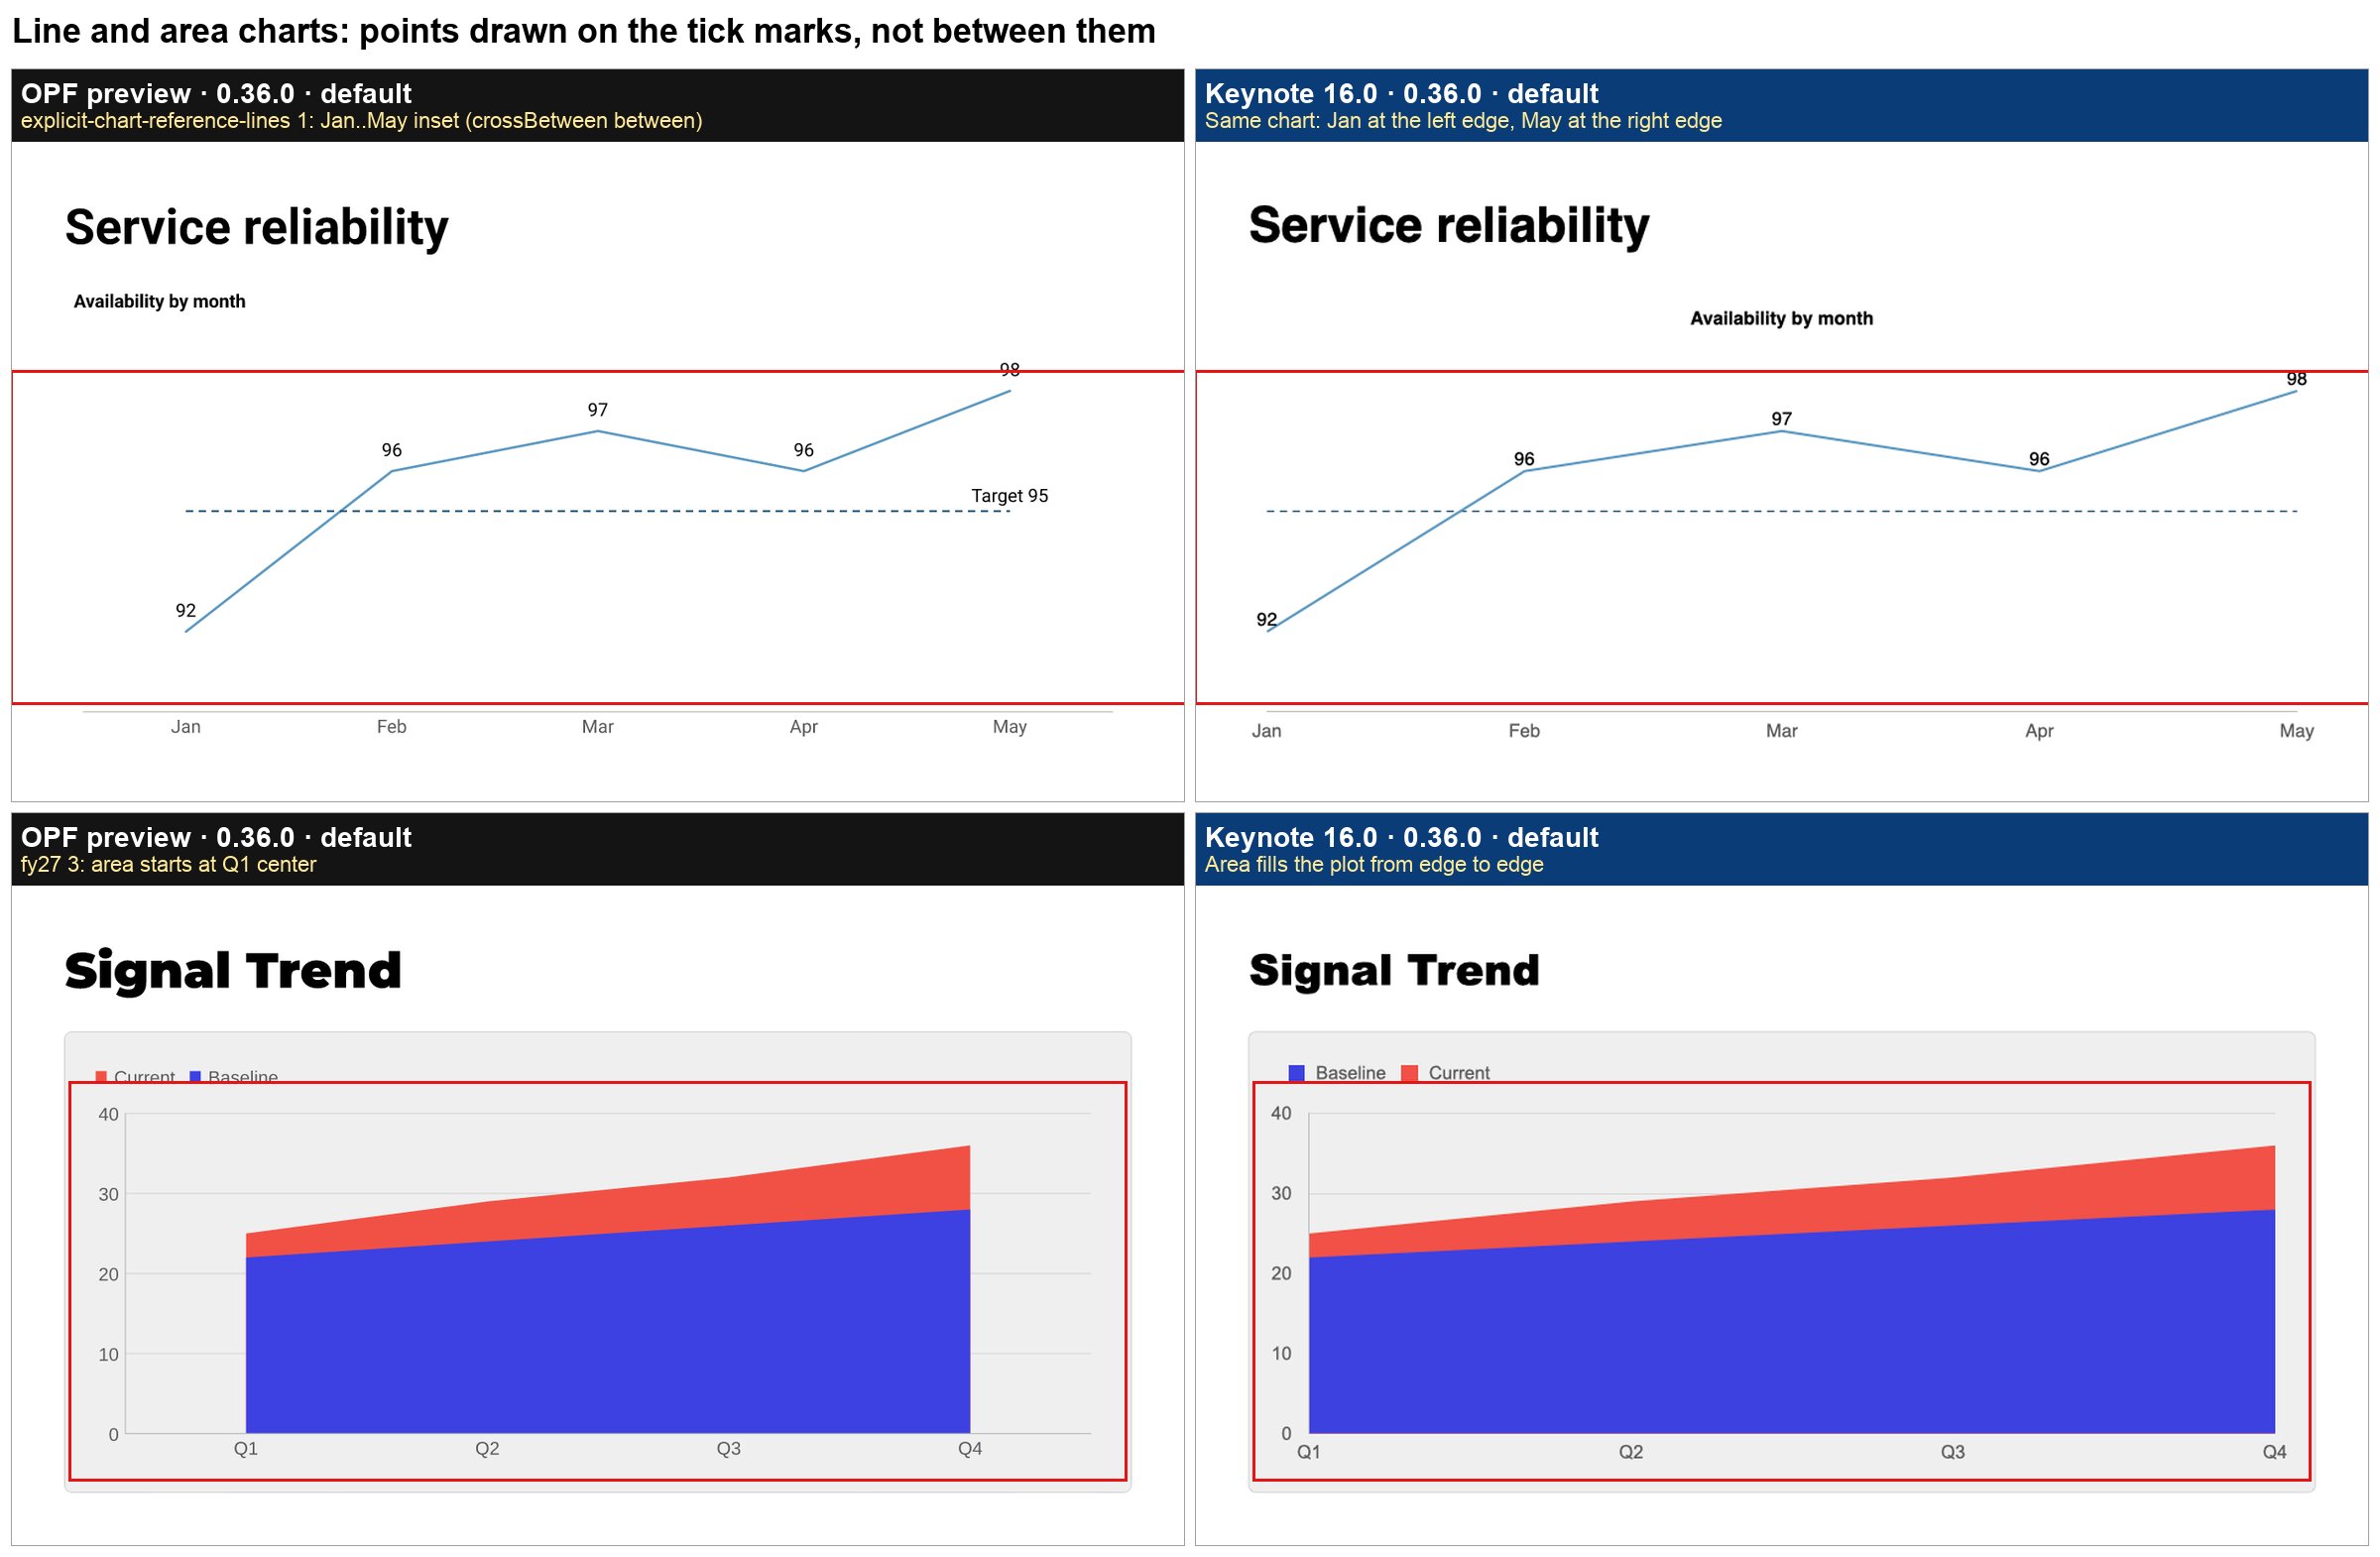 Line and area charts: points drawn on the tick marks, not between them
OPF preview · 0.36.0 · default
explicit-chart-reference-lines 1: Jan..May inset (crossBetween between)
Service reliability
Availability by month
98
97
96
96
Target 95
92
Jan
Feb
Mar
Apr
May
Keynote 16.0 · 0.36.0 · default
Same chart: Jan at the left edge, May at the right edge
Service reliability
Availability by month
98
97
96
96
92
Jan
Feb
Mar
Apr
May
OPF preview · 0.36.0 · default
fy27 3: area starts at Q1 center
Signal Trend
Current
Baseline
40
30
20
10
0
Q1
Q2
Q3
Q4
Keynote 16.0 · 0.36.0 · default
Area fills the plot from edge to edge
Signal Trend
Baseline
Current
40
30
20
10
0
Q1
Q2
Q3
Q4